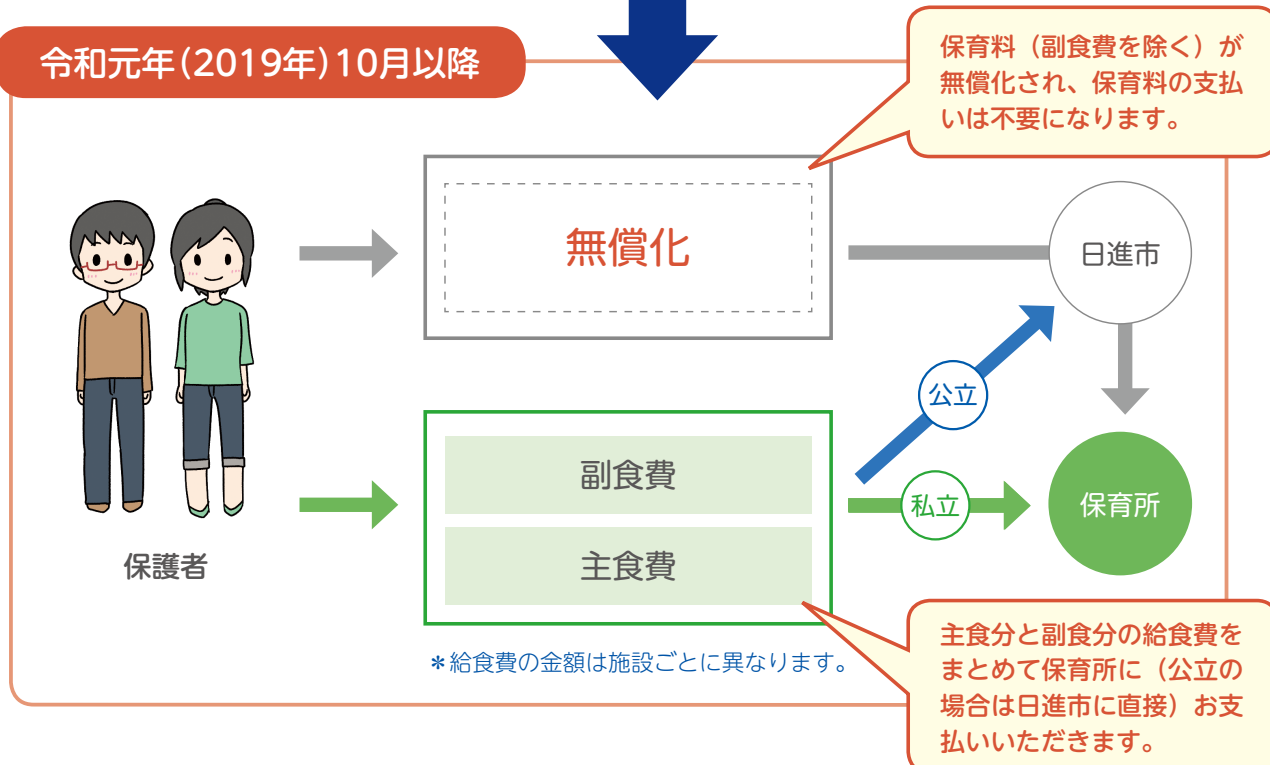 令和元年(2019年)10月以降
保育料（副食費を除く）が
無償化され、保育料の支払
いは不要になります。
無償化
日進市
公立
副食費
私立
保育所
主食費
保護者
＊給食費の金額は施設ごとに異なります。
主食分と副食分の給食費を
まとめて保育所に（公立の
場合は日進市に直接）お支
払いいただきます。